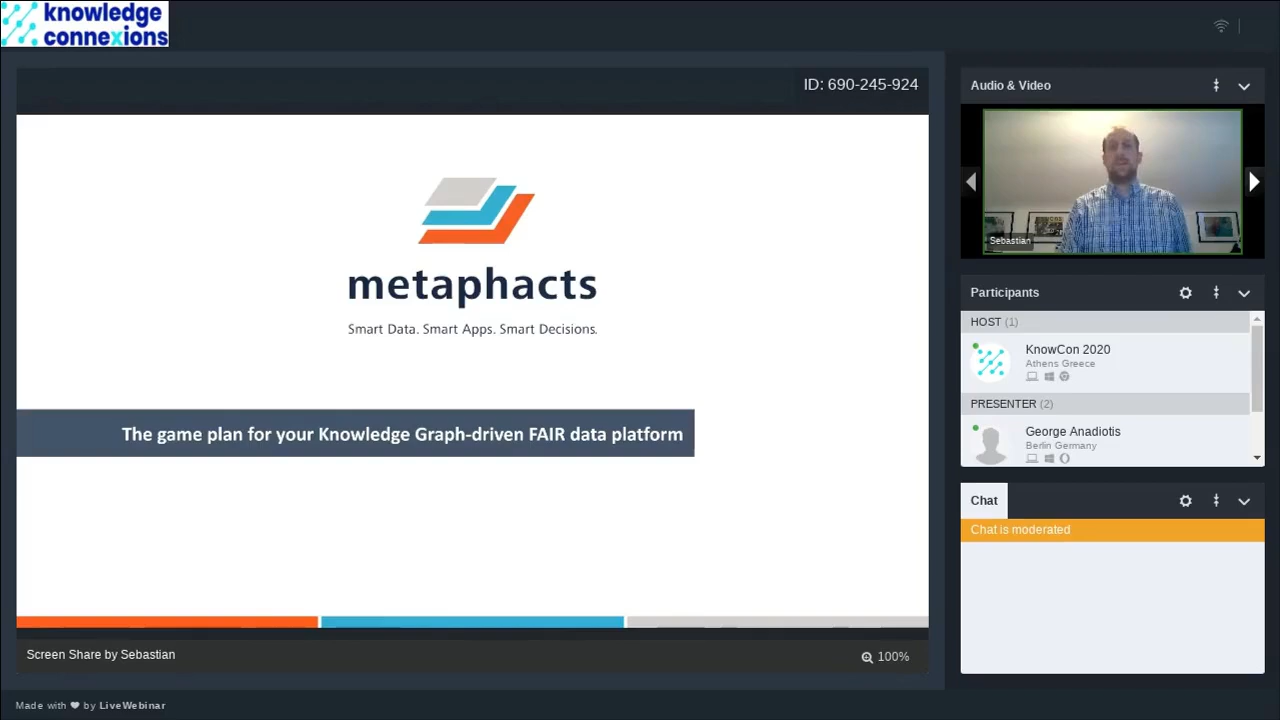 knowledge
connexions
ID: 690-245-924
metaphacts
Smart Data. Smart Apps. Smart Decisions.
The game plan for your Knowledge Graph-driven FAIR data platform
Screen Share by Sebastian
100%
Made with by LiveWebinar
Audio & Video
Sebastian
Participants
HOST (1)
KnowCon 2020
Athens Greece
PRESENTER (2)
George Anadiotis
Berlin Germany
Chat
Chat is moderated